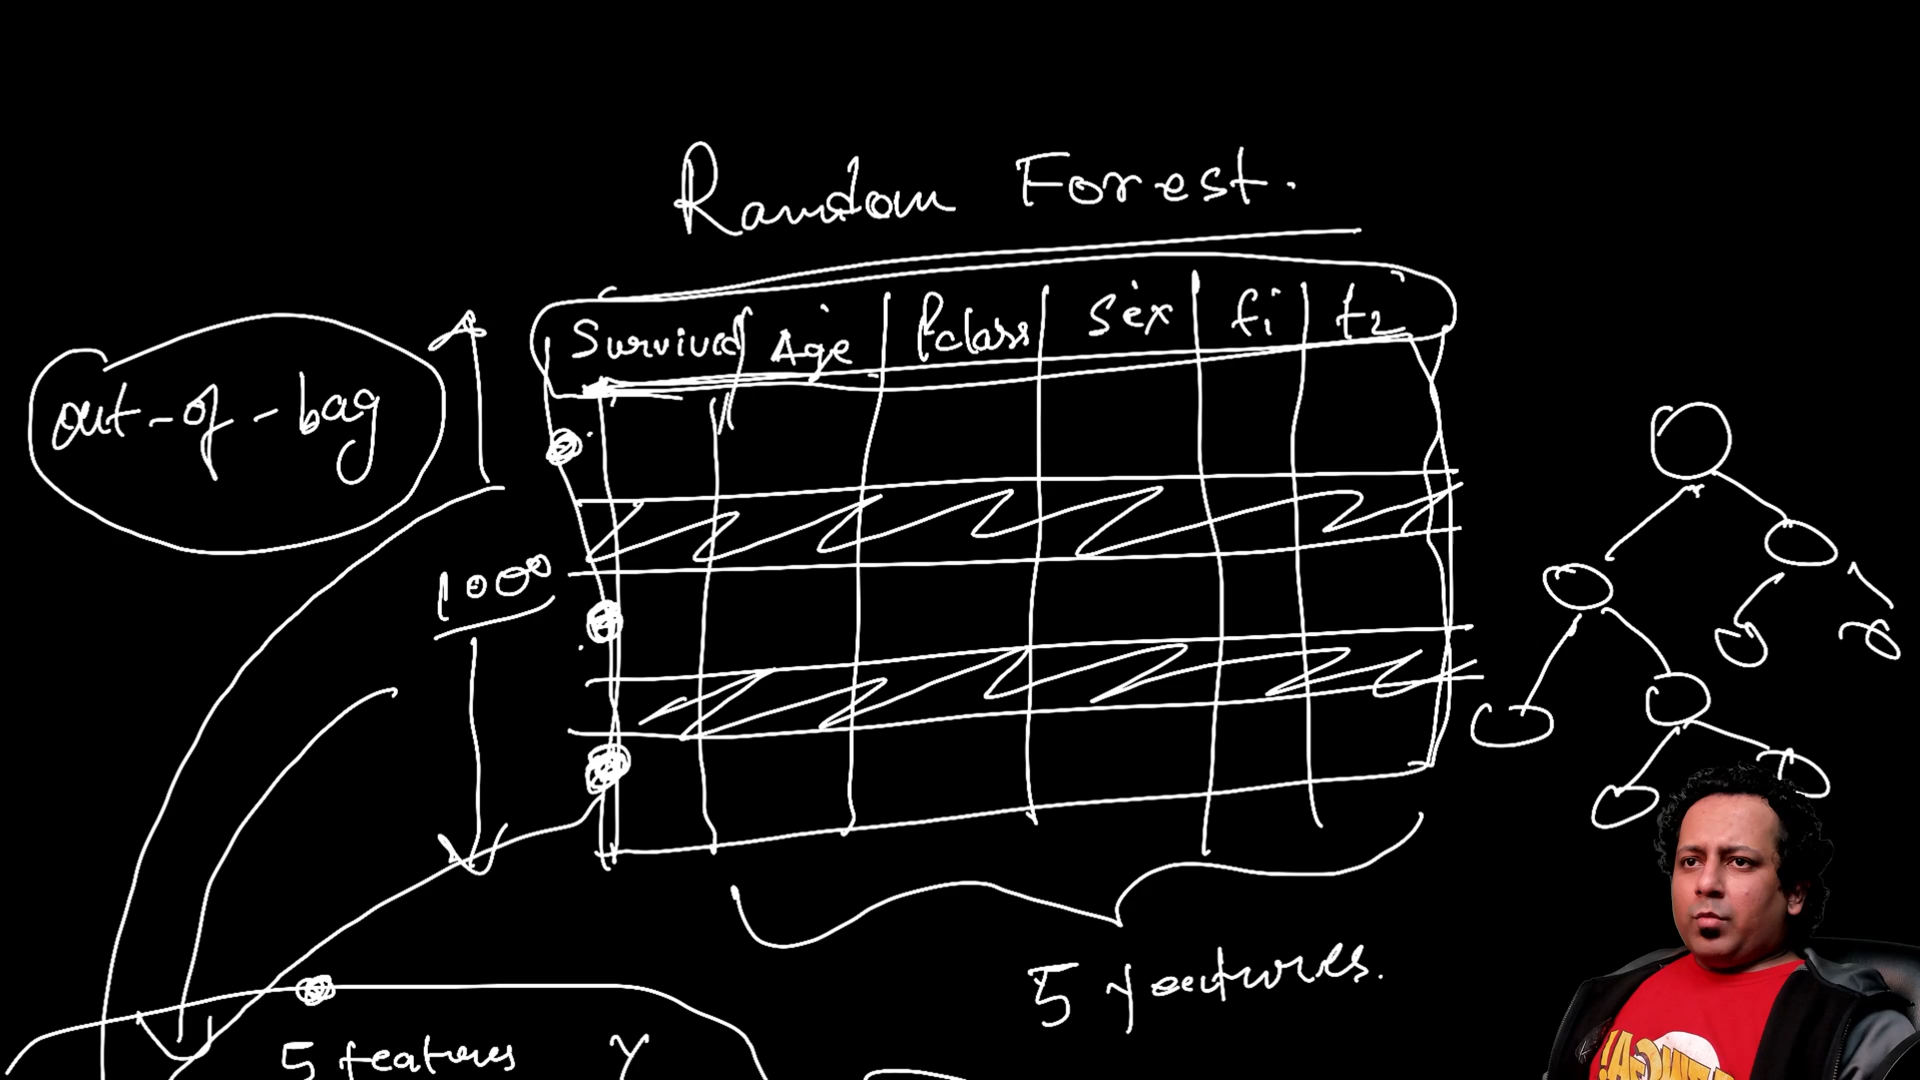 Random Forest.
Survived Age Pclass Sex f1 f2
out-of-bag
1000
5 features.
5 features Y